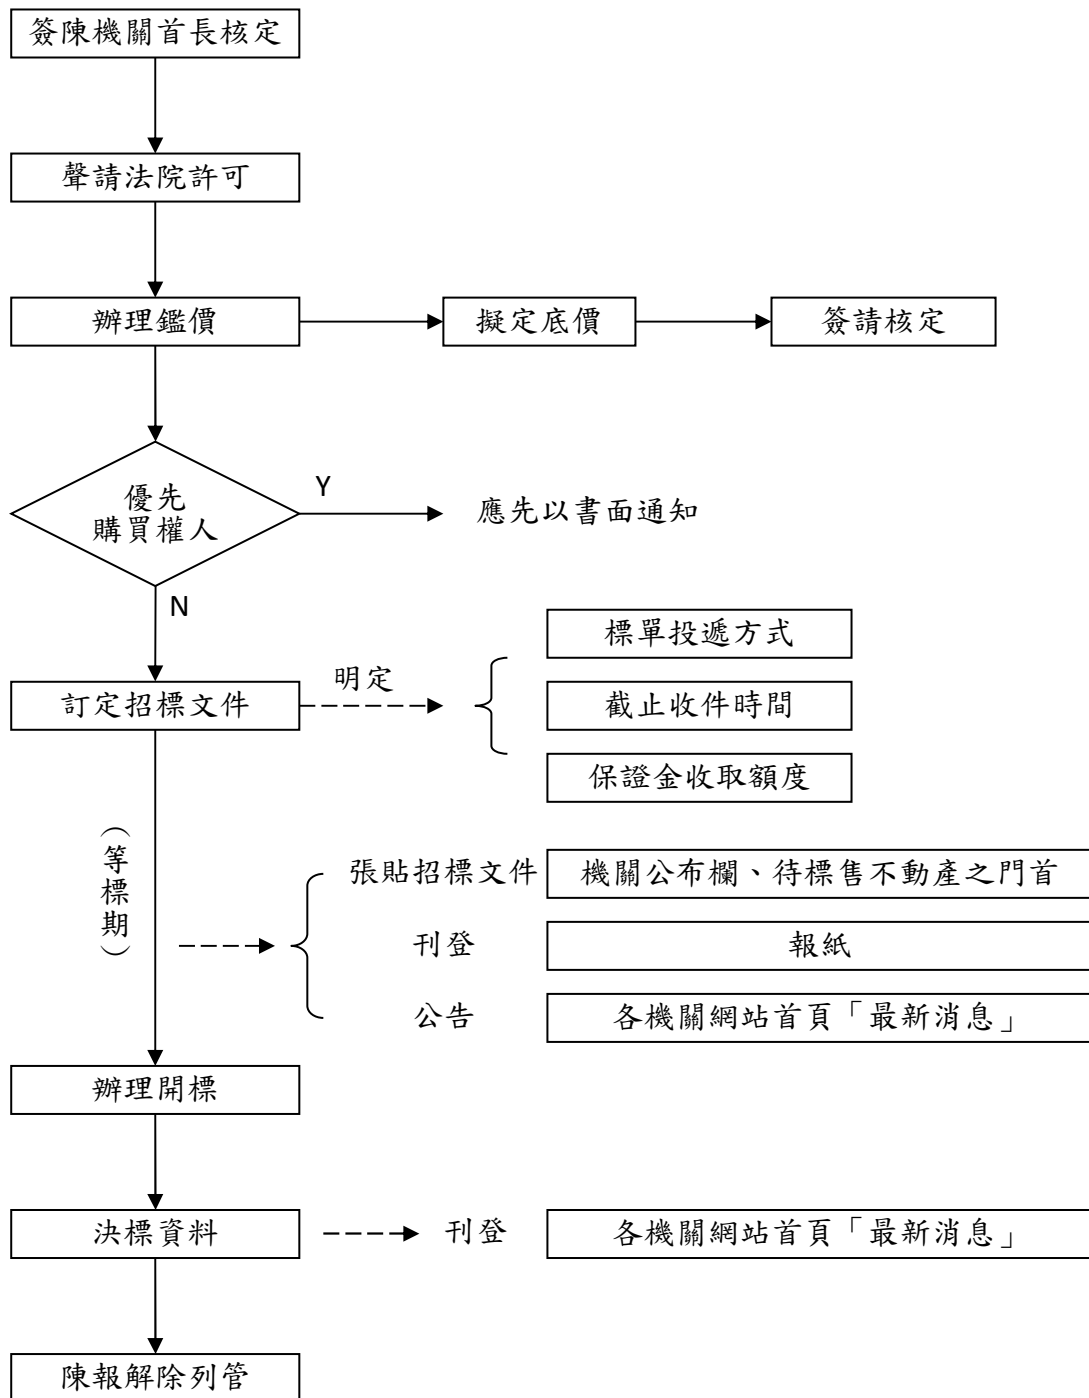 簽陳機關首長核定
聲請法院許可
辦理鑑價
擬定底價
簽請核定
優先
購買權人
Y
應先以書面通知
N
標單投遞方式
訂定招標文件
明定
截止收件時間
保證金收取額度
（等標期）
張貼招標文件
機關公布欄、待標售不動產之門首
刊登
報紙
公告
各機關網站首頁「最新消息」
辦理開標
決標資料
刊登
各機關網站首頁「最新消息」
陳報解除列管